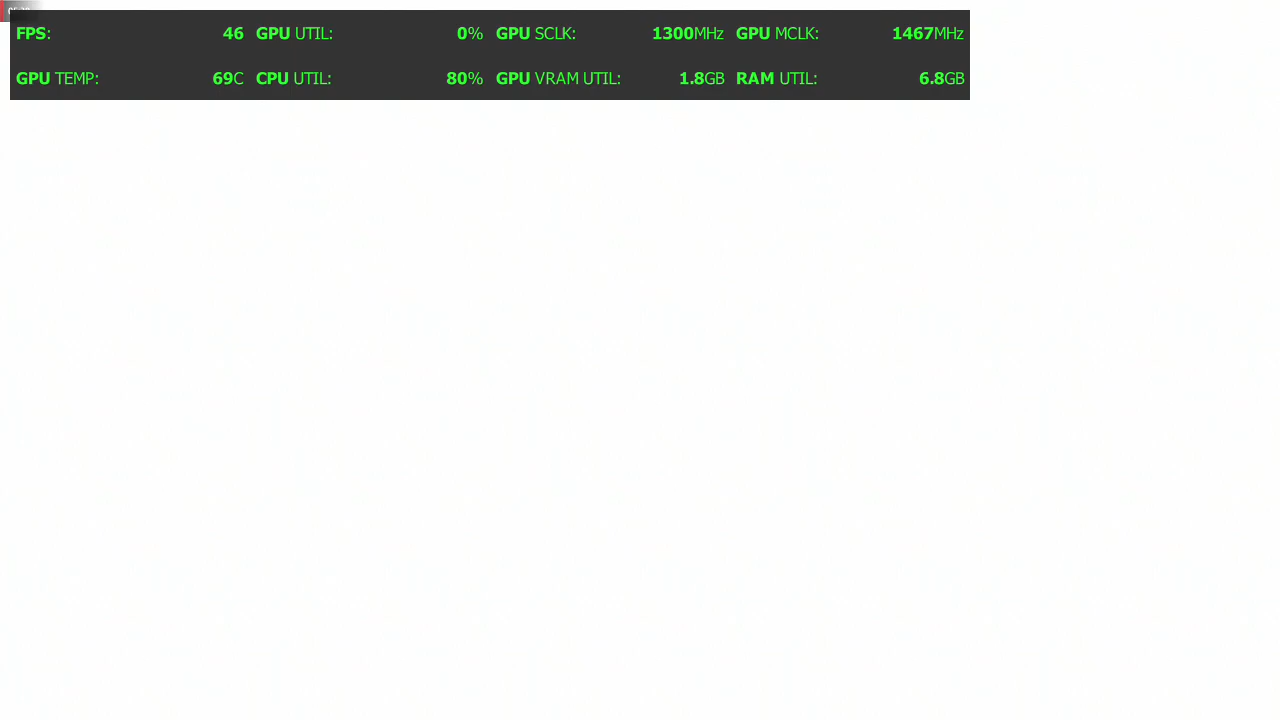 FPS: 46 GPU UTIL: 0% GPU SCLK: 1300MHz GPU MCLK: 1467MHz
GPU TEMP: 69C CPU UTIL: 80% GPU VRAM UTIL: 1.8GB RAM UTIL: 6.8GB